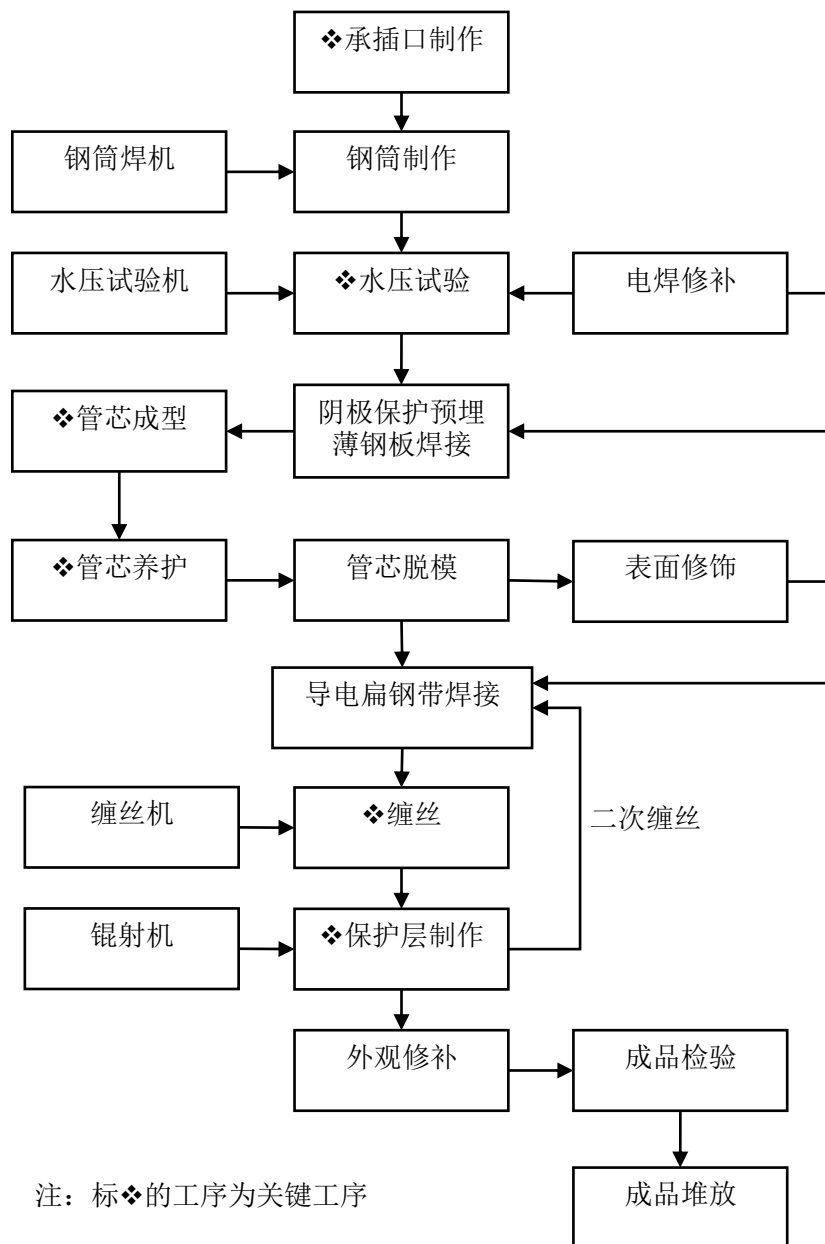 ❖承插口制作
钢筒焊机
钢筒制作
水压试验机
❖水压试验
电焊修补
❖管芯成型
阴极保护预埋
薄钢板焊接
❖管芯养护
管芯脱模
表面修饰
导电扁钢带焊接
缠丝机
❖缠丝
二次缠丝
锟射机
❖保护层制作
外观修补
成品检验
注：标❖的工序为关键工序
成品堆放